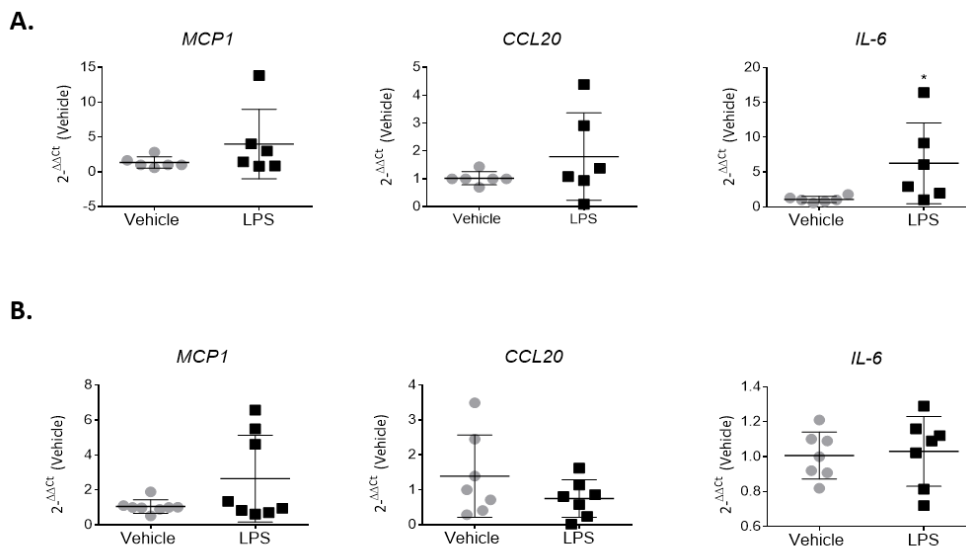 A.
MCP1
2-ΔΔCt (Vehicle)
15
10
5
0
-5
Vehicle
LPS
CCL20
2-ΔΔCt (Vehicle)
5
4
3
2
1
0
Vehicle
LPS
IL-6
2-ΔΔCt (Vehicle)
20
15
10
5
0
*
Vehicle
LPS
B.
MCP1
2-ΔΔCt (Vehicle)
8
6
4
2
0
Vehicle
LPS
CCL20
2-ΔΔCt (Vehicle)
4
3
2
1
0
Vehicle
LPS
IL-6
2-ΔΔCt (Vehicle)
1.4
1.2
1.0
0.8
0.6
Vehicle
LPS